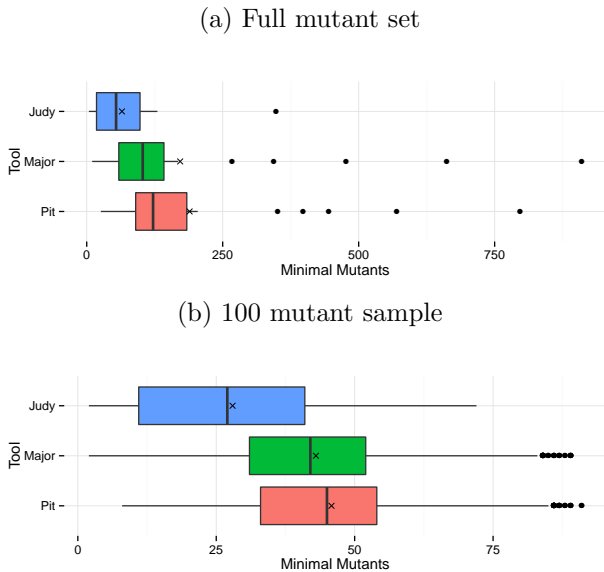 (a) Full mutant set
Tool
Judy
Major
Pit
0 250 500 750
Minimal Mutants
(b) 100 mutant sample
Tool
Judy
Major
Pit
0 25 50 75
Minimal Mutants